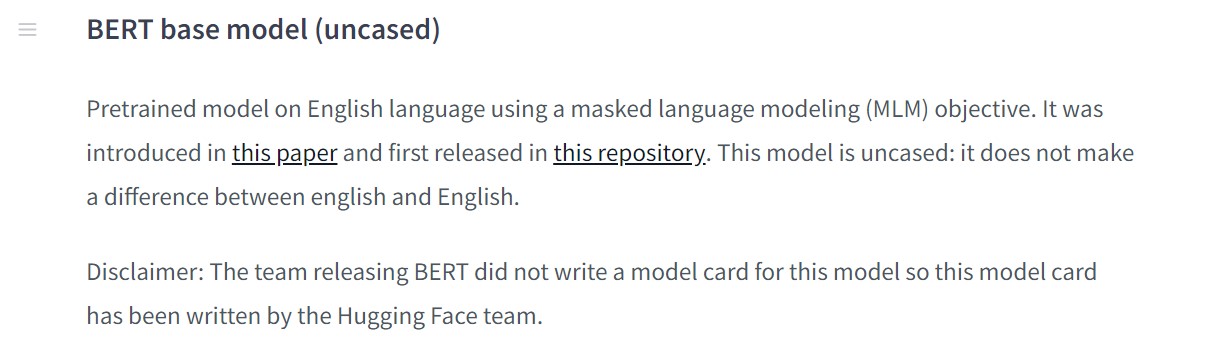 BERT base model (uncased)
Pretrained model on English language using a masked language modeling (MLM) objective. It was
introduced in this paper and first released in this repository. This model is uncased: it does not make
a difference between english and English.
Disclaimer: The team releasing BERT did not write a model card for this model so this model card
has been written by the Hugging Face team.